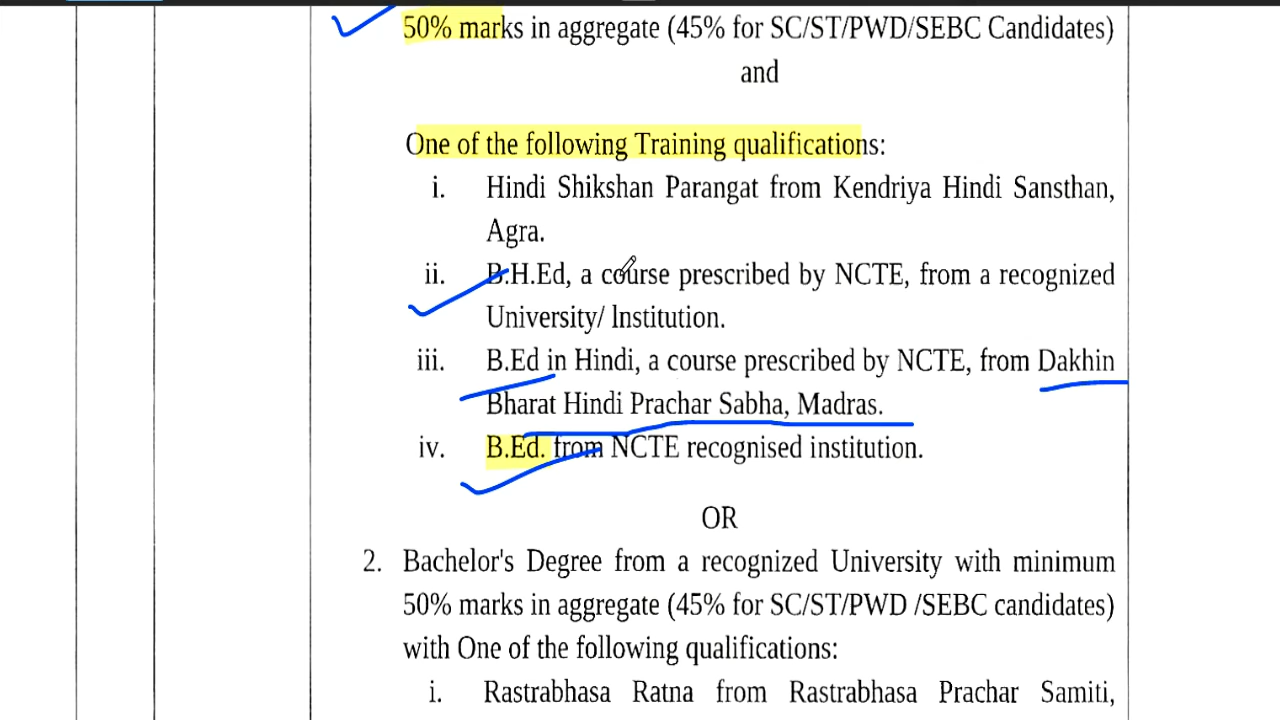 50% marks in aggregate (45% for SC/ST/PWD/SEBC Candidates)
and
One of the following Training qualifications:
i. Hindi Shikshan Parangat from Kendriya Hindi Sansthan,
Agra.
ii. B.H.Ed, a course prescribed by NCTE, from a recognized
University/ lnstitution.
iii. B.Ed in Hindi, a course prescribed by NCTE, from Dakhin
Bharat Hindi Prachar Sabha, Madras.
iv. B.Ed. from NCTE recognised institution.
OR
2. Bachelor's Degree from a recognized University with minimum
50% marks in aggregate (45% for SC/ST/PWD /SEBC candidates)
with One of the following qualifications:
i. Rastrabhasa Ratna from Rastrabhasa Prachar Samiti,